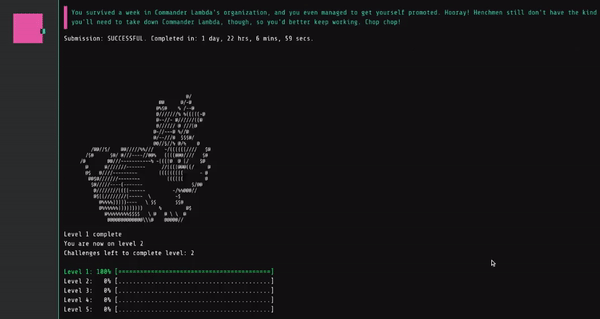 You survived a week in Commander Lambda's organization, and you even managed to get yourself promoted. Hooray! Henchmen still don't have the kind
you'll need to take down Commander Lambda, though, so you'd better keep working. Chop chop!
Submission: SUCCESSFUL. Completed in: 1 day, 22 hrs, 6 mins, 59 secs.
Level 1 complete
You are now on level 2
Challenges left to complete level: 2
Level 1: 100% [==========================================]
Level 2: 0% [..........................................]
Level 3: 0% [..........................................]
Level 4: 0% [..........................................]
Level 5: 0% [..........................................]